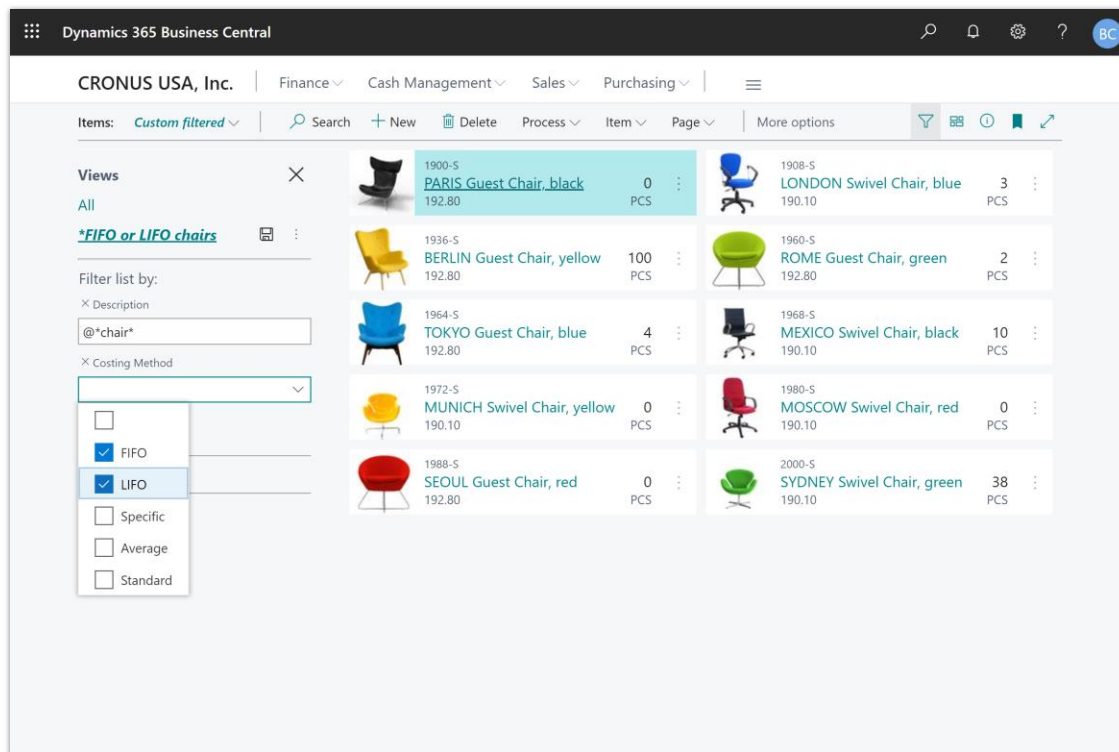 Dynamics 365 Business Central
?
BC
CRONUS USA, Inc.
Finance
Cash Management
Sales
Purchasing
Items: Custom filtered
Search
New
Delete
Process
Item
Page
More options
Views
All
*FIFO or LIFO chairs
Filter list by:
× Description
@*chair*
× Costing Method
FIFO
LIFO
Specific
Average
Standard
1900-S
PARIS Guest Chair, black 0
192.80 PCS
1908-S
LONDON Swivel Chair, blue 3
190.10 PCS
1936-S
BERLIN Guest Chair, yellow 100
192.80 PCS
1960-S
ROME Guest Chair, green 2
192.80 PCS
1964-S
TOKYO Guest Chair, blue 4
192.80 PCS
1968-S
MEXICO Swivel Chair, black 10
190.10 PCS
1972-S
MUNICH Swivel Chair, yellow 0
190.10 PCS
1980-S
MOSCOW Swivel Chair, red 0
190.10 PCS
1988-S
SEOUL Guest Chair, red 0
192.80 PCS
2000-S
SYDNEY Swivel Chair, green 38
190.10 PCS